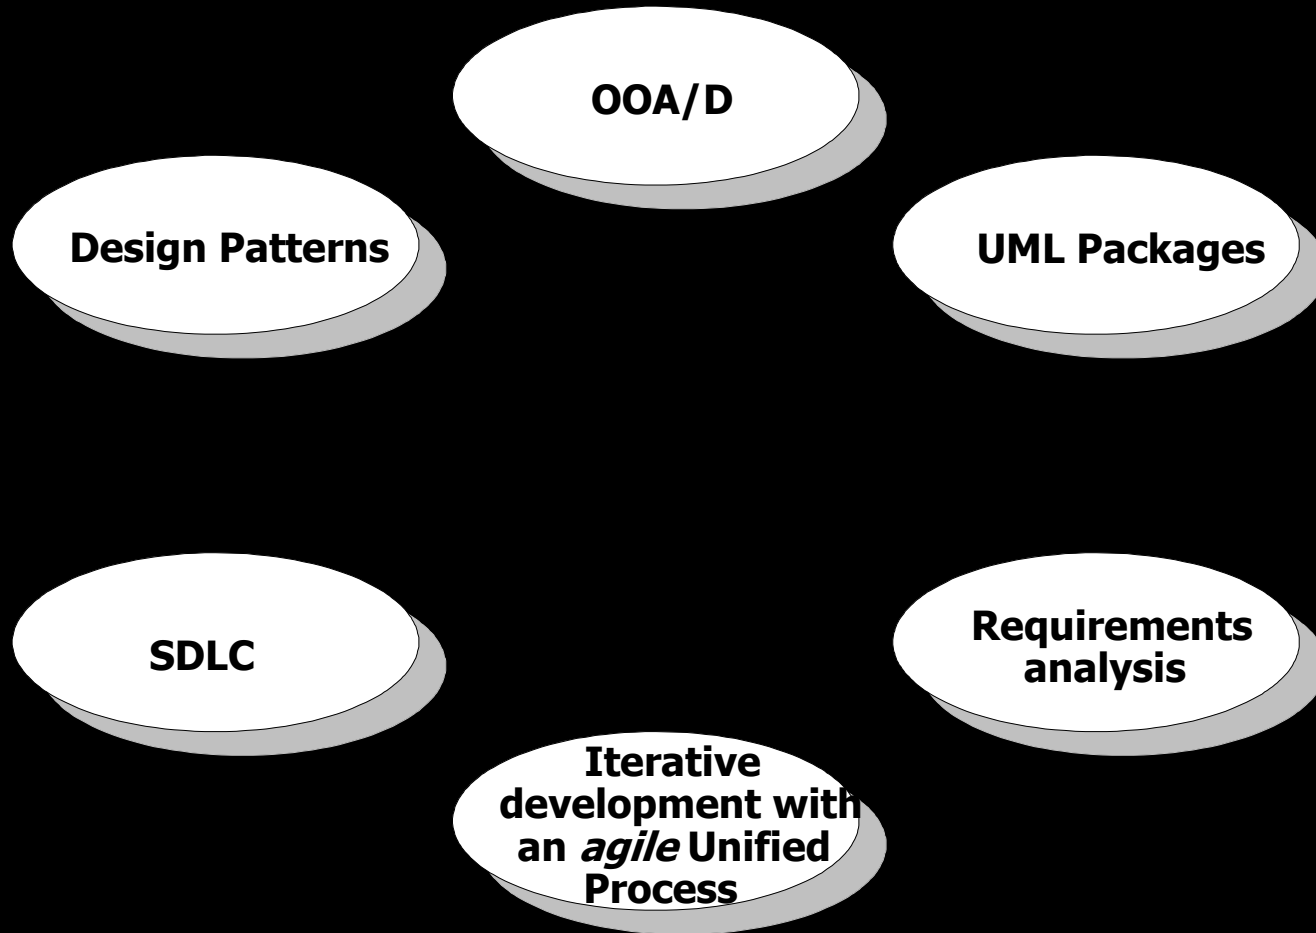 OOA/D
Design Patterns
UML Packages
SDLC
Requirements
analysis
Iterative
development with
an agile Unified
Process